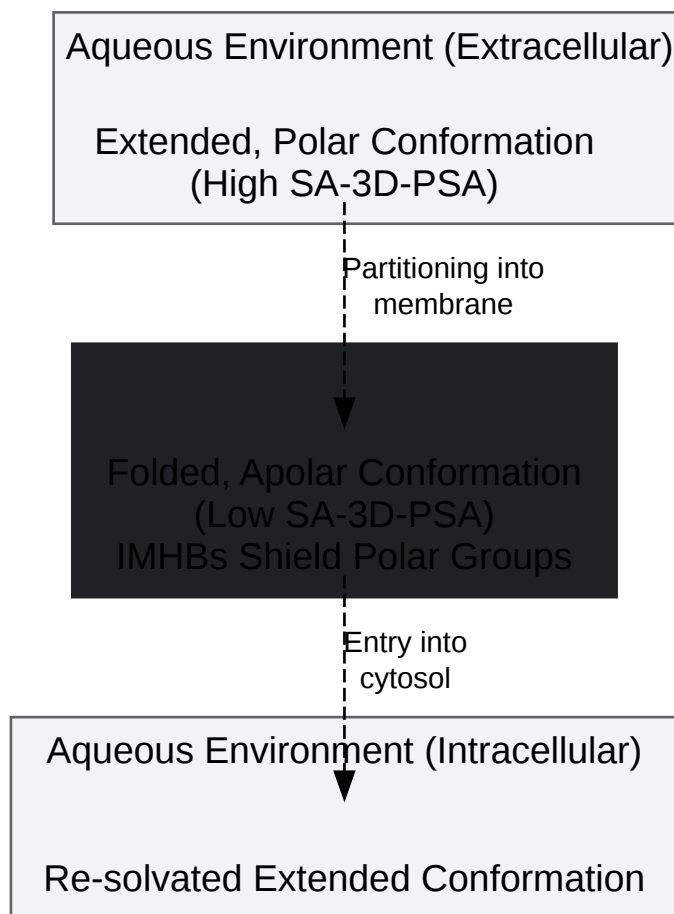 Aqueous Environment (Extracellular)
Extended, Polar Conformation
(High SA-3D-PSA)
Partitioning into
membrane
Folded, Apolar Conformation
(Low SA-3D-PSA)
IMHBs Shield Polar Groups
Entry into
cytosol
Aqueous Environment (Intracellular)
Re-solvated Extended Conformation